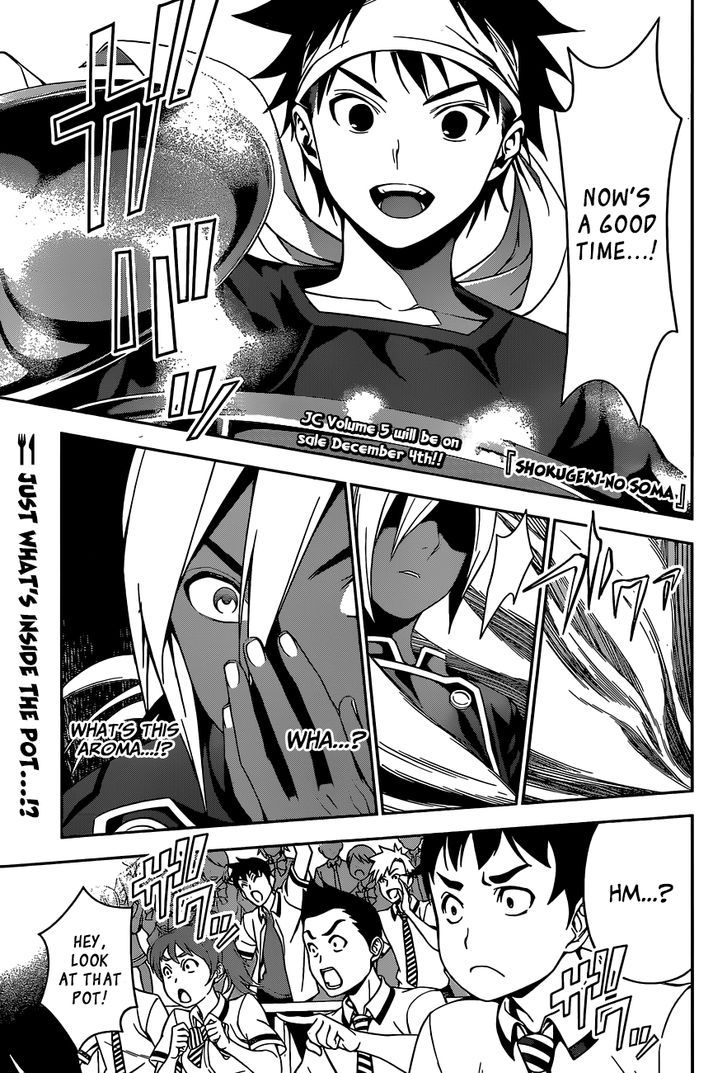 NOW'S
A GOOD
TIME...!
JC Volume 5 will be on
sale December 4th!!
『SHOKUGEKI-NO SOMA』
JUST WHAT'S INSIDE THE POT...!?
WHA...?
WHAT'S THIS
AROMA...!?
HM...?
HEY,
LOOK
AT THAT
POT!